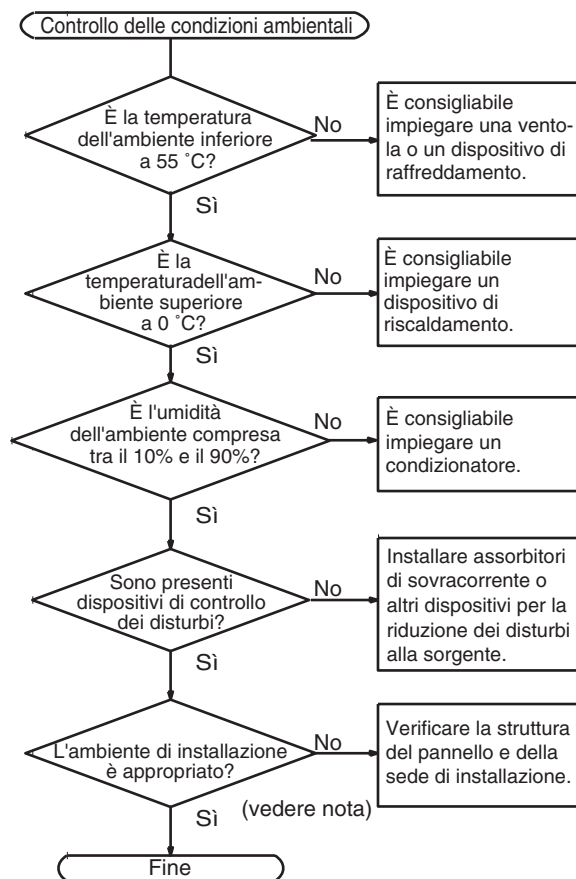 Controllo delle condizioni ambientali
È la temperatura
dell'ambiente inferiore
a 55 ˚C?
No
È consigliabile
impiegare una vento-
la o un dispositivo di
raffreddamento.
Sì
È la
temperaturadell'am-
biente superiore
a 0 ˚C?
No
È consigliabile
impiegare un
dispositivo di
riscaldamento.
Sì
È l'umidità
dell'ambiente compresa
tra il 10% e il 90%?
No
È consigliabile
impiegare un
condizionatore.
Sì
Sono presenti
dispositivi di controllo
dei disturbi?
No
Installare assorbitori
di sovracorrente o
altri dispositivi per la
riduzione dei disturbi
alla sorgente.
Sì
L'ambiente di installazione
è appropriato?
No
Verificare la struttura
del pannello e della
sede di installazione.
Sì
(vedere nota)
Fine